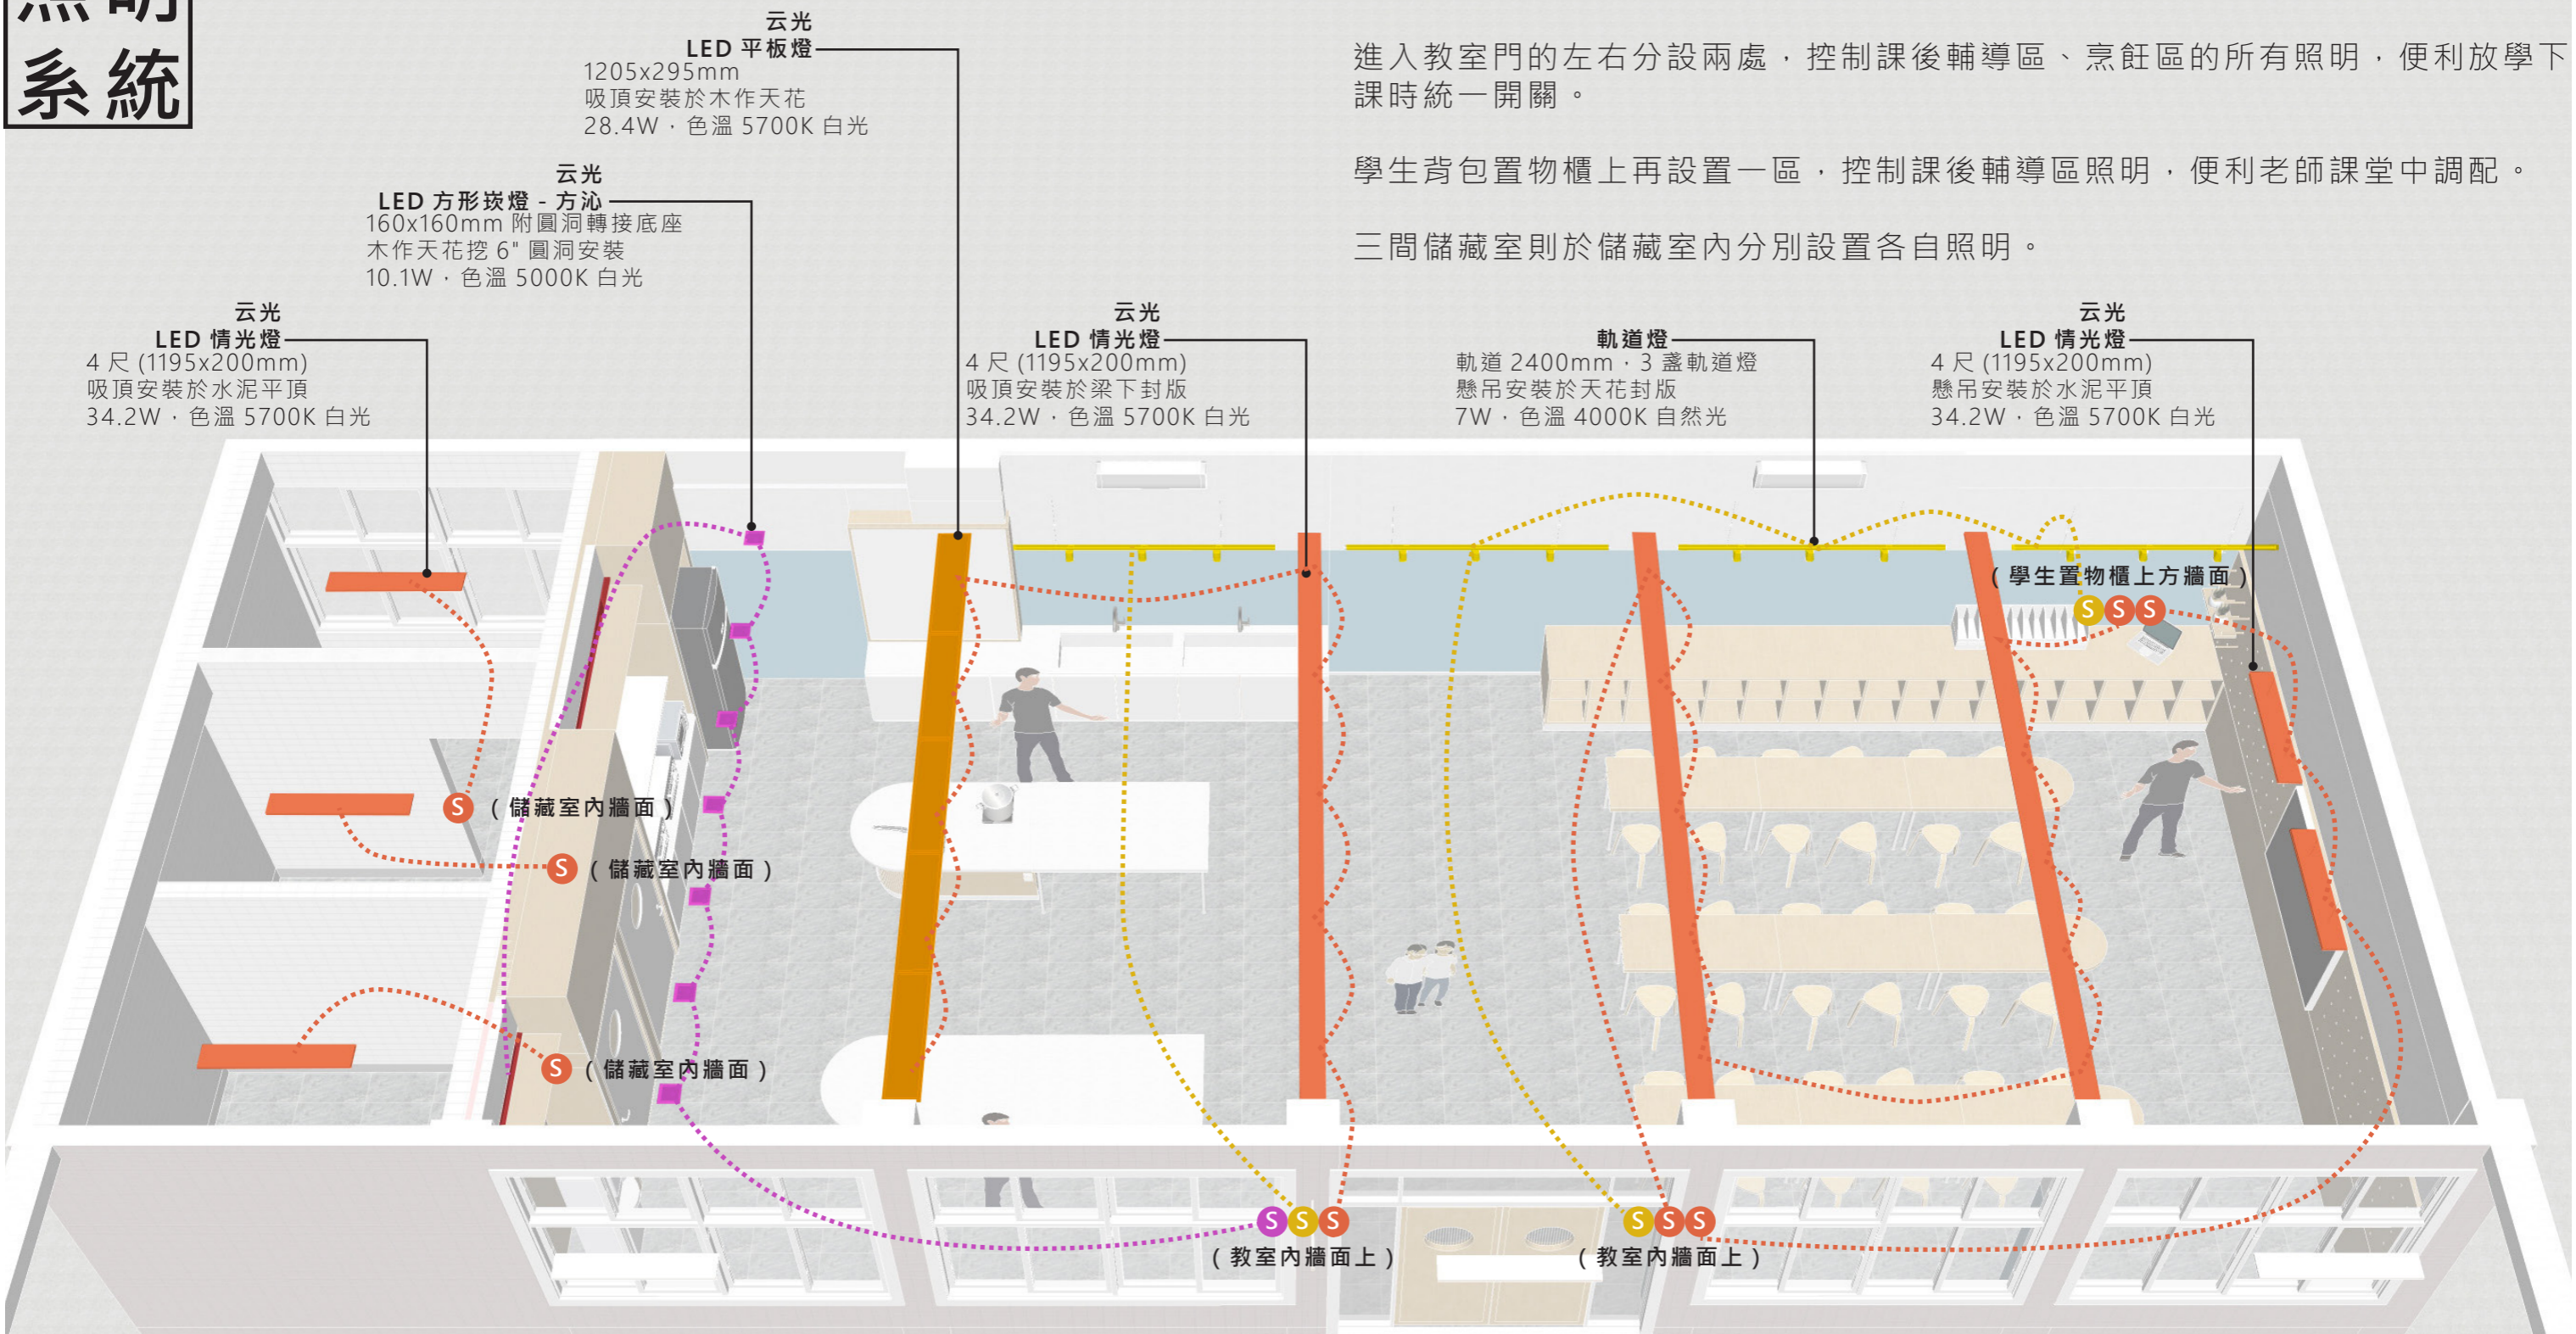 照明
系統
云光
LED 平板燈
1205x295mm
吸頂安裝於木作天花
28.4W，色溫 5700K 白光
云光
LED 方形崁燈 - 方沁
160x160mm 附圓洞轉接底座
木作天花挖 6" 圓洞安裝
10.1W，色溫 5000K 白光
進入教室門的左右分設兩處，控制課後輔導區、烹飪區的所有照明，便利放學下
課時統一開關。
學生背包置物櫃上再設置一區，控制課後輔導區照明，便利老師課堂中調配。
三間儲藏室則於儲藏室內分別設置各自照明。
云光
LED 情光燈
4 尺 (1195x200mm)
吸頂安裝於水泥平頂
34.2W，色溫 5700K 白光
云光
LED 情光燈
4 尺 (1195x200mm)
吸頂安裝於梁下封版
34.2W，色溫 5700K 白光
軌道燈
軌道 2400mm，3 盞軌道燈
懸吊安裝於天花封版
7W，色溫 4000K 自然光
云光
LED 情光燈
4 尺 (1195x200mm)
懸吊安裝於水泥平頂
34.2W，色溫 5700K 白光
( 學生置物櫃上方牆面 )
S S S
S ( 儲藏室內牆面 )
S ( 儲藏室內牆面 )
S ( 儲藏室內牆面 )
S S S
( 教室內牆面上 )
S S S
( 教室內牆面上 )